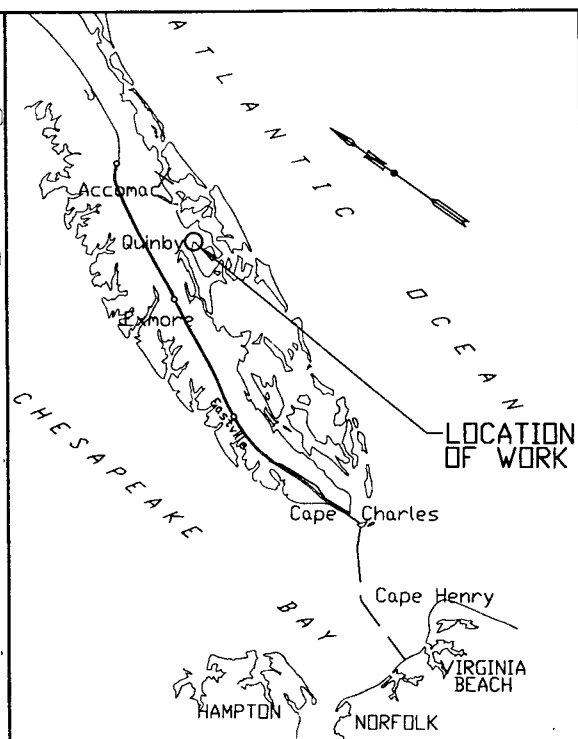 ATLANTIC
OCEAN
N
Accomac
Quinby
Exmore
Eastville
CHESAPEAKE
BAY
LOCATION
OF WORK
Cape Charles
Cape Henry
VIRGINIA
BEACH
HAMPTON
NORFOLK